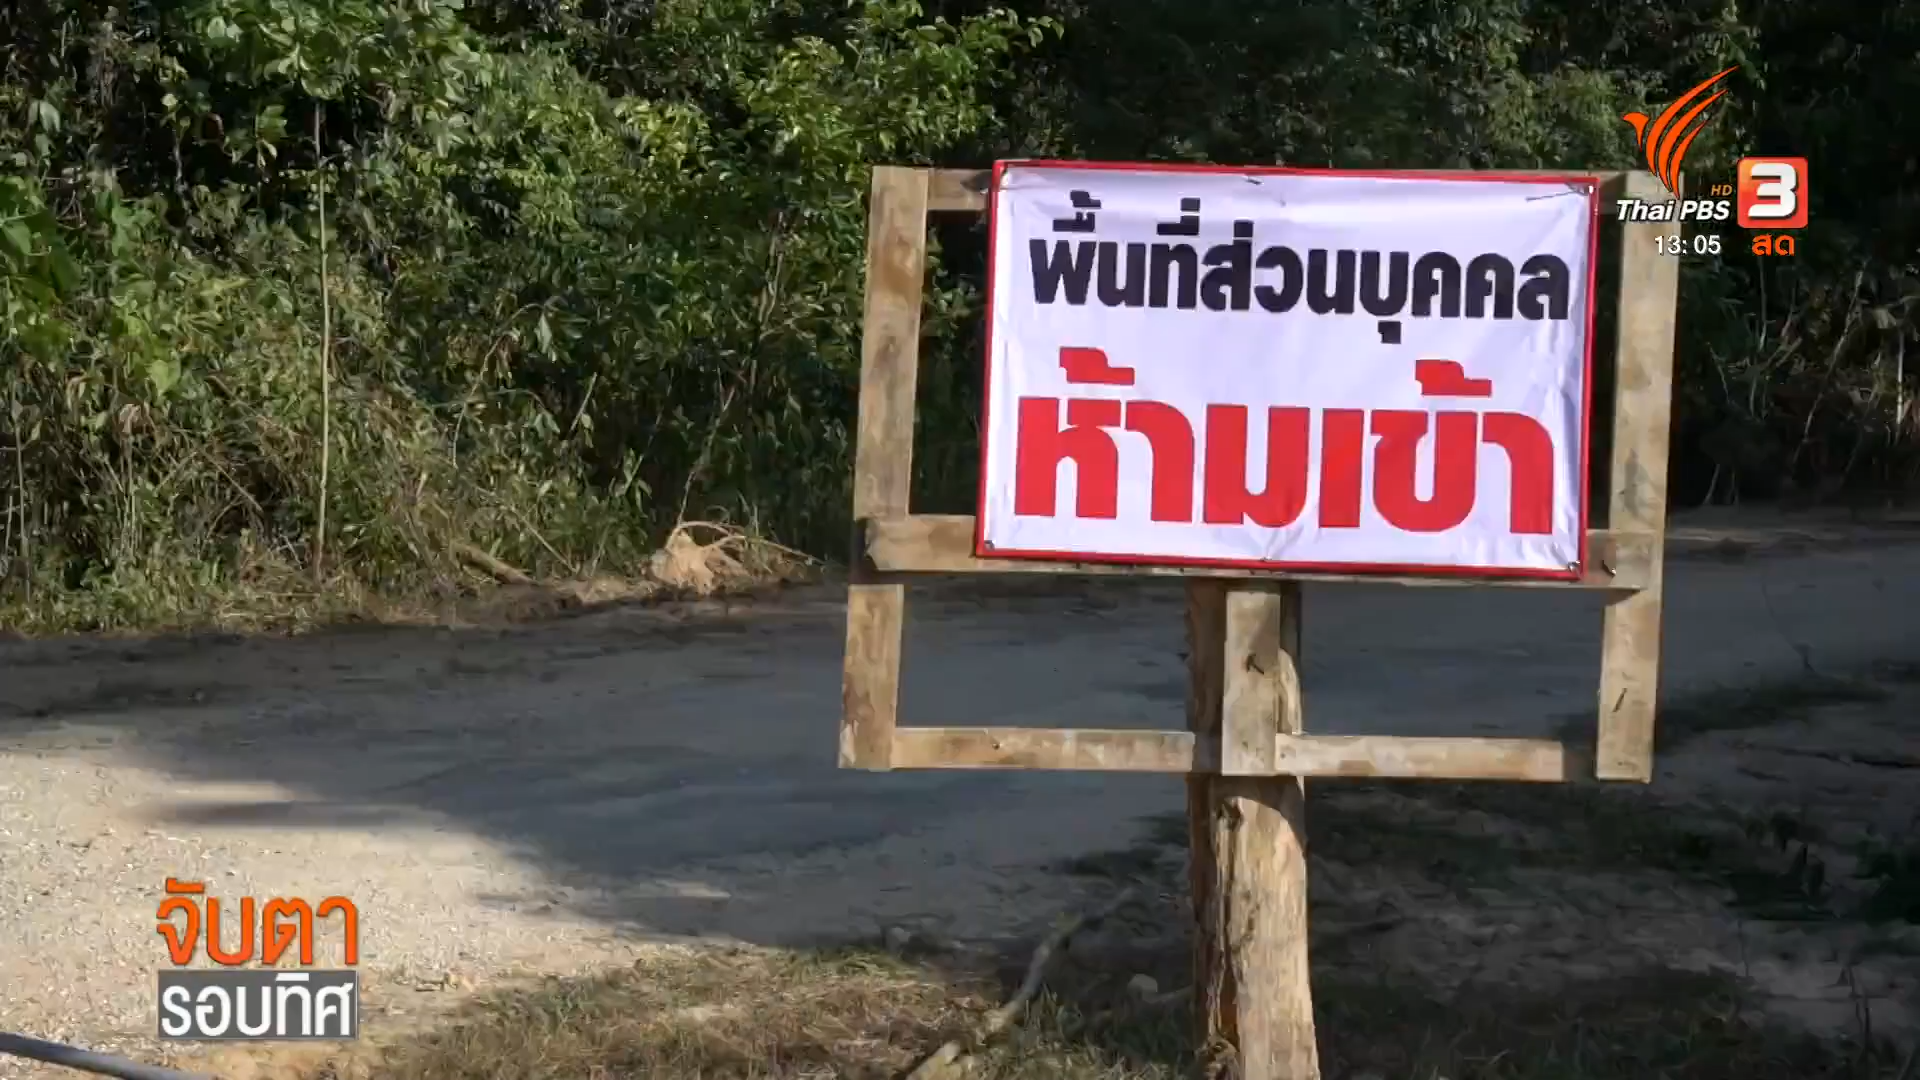 พื้นที่ส่วนบุคคล
ห้ามเข้า
HD
Thai PBS 3
13:05 สด
จับตา
รอบทิศ